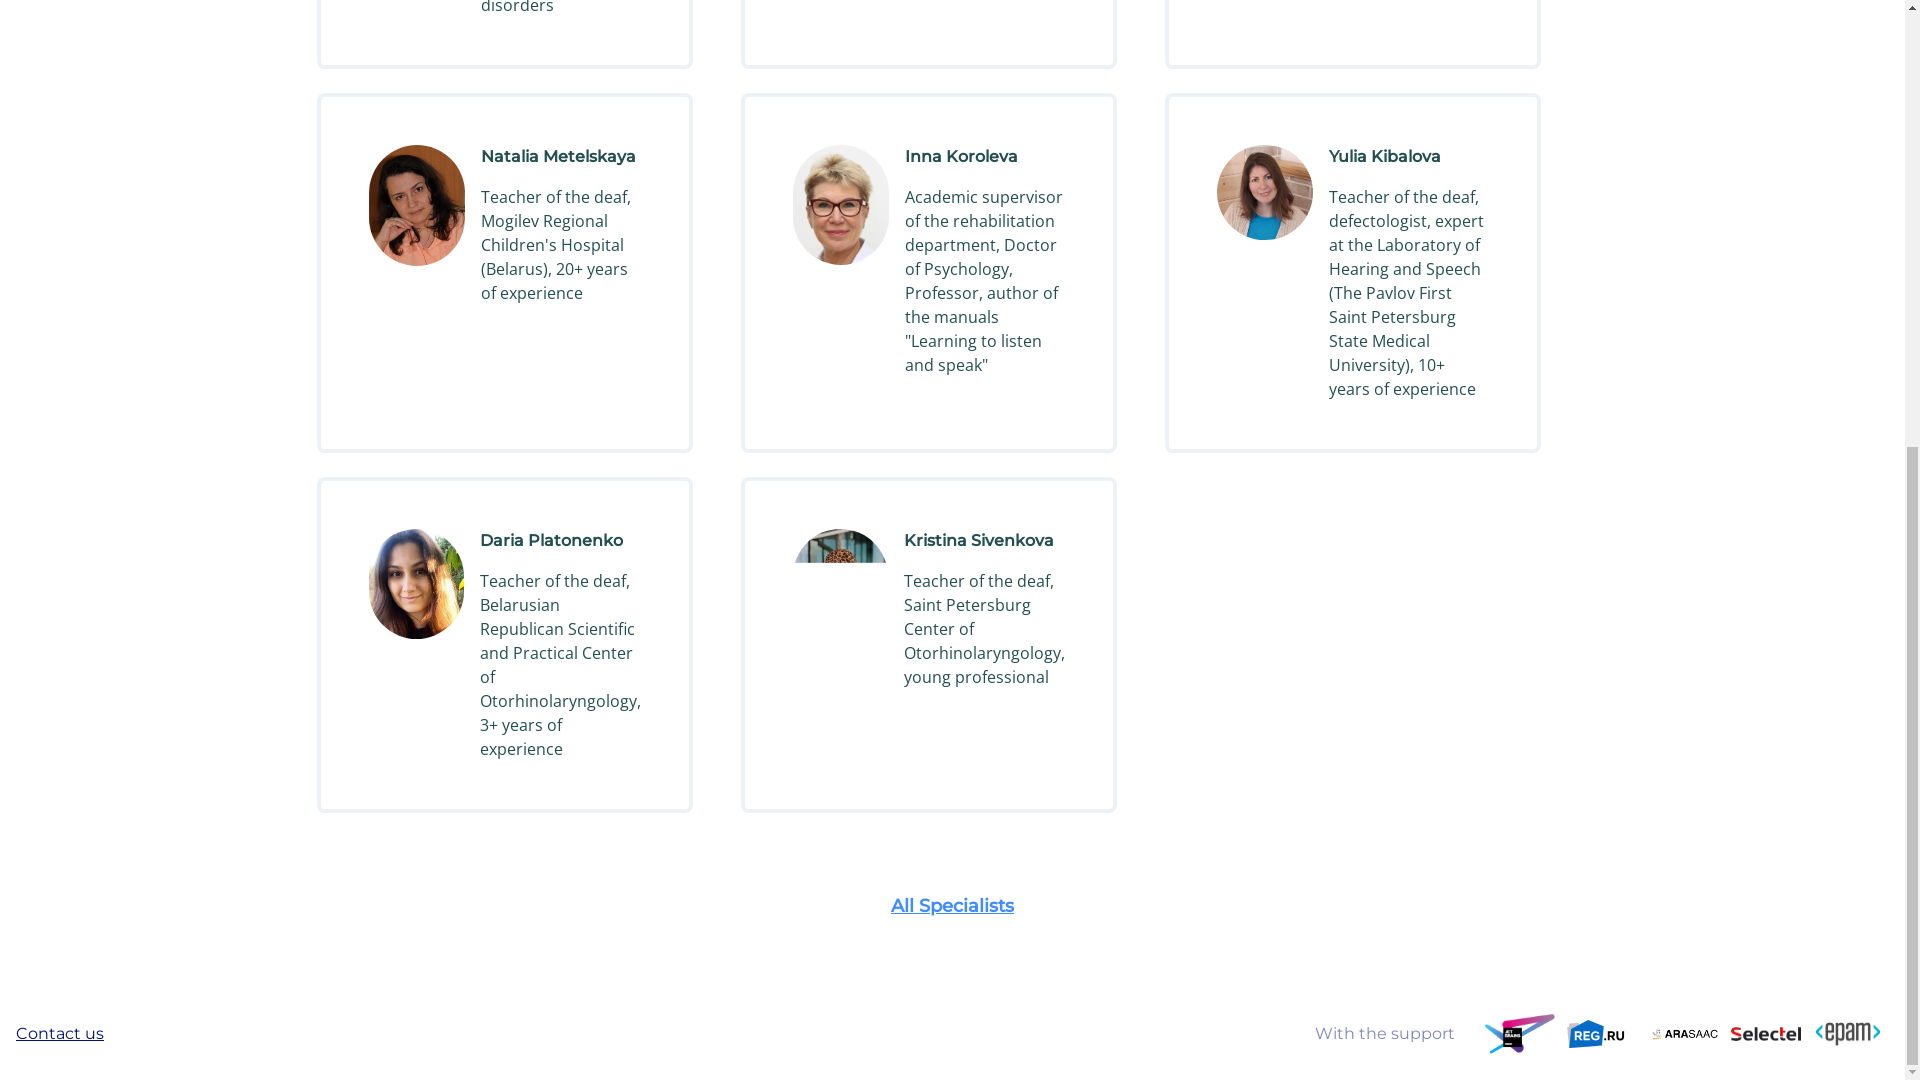 disorders
Natalia Metelskaya
Teacher of the deaf,
Mogilev Regional
Children's Hospital
(Belarus), 20+ years
of experience
Inna Koroleva
Academic supervisor
of the rehabilitation
department, Doctor
of Psychology,
Professor, author of
the manuals
"Learning to listen
and speak"
Yulia Kibalova
Teacher of the deaf,
defectologist, expert
at the Laboratory of
Hearing and Speech
(The Pavlov First
Saint Petersburg
State Medical
University), 10+
years of experience
Daria Platonenko
Teacher of the deaf,
Belarusian
Republican Scientific
and Practical Center
of
Otorhinolaryngology,
3+ years of
experience
Kristina Sivenkova
Teacher of the deaf,
Saint Petersburg
Center of
Otorhinolaryngology,
young professional
All Specialists
Contact us
With the support
JET
BRAINS
REG.RU
ARASAAC
Selectel
<epam>